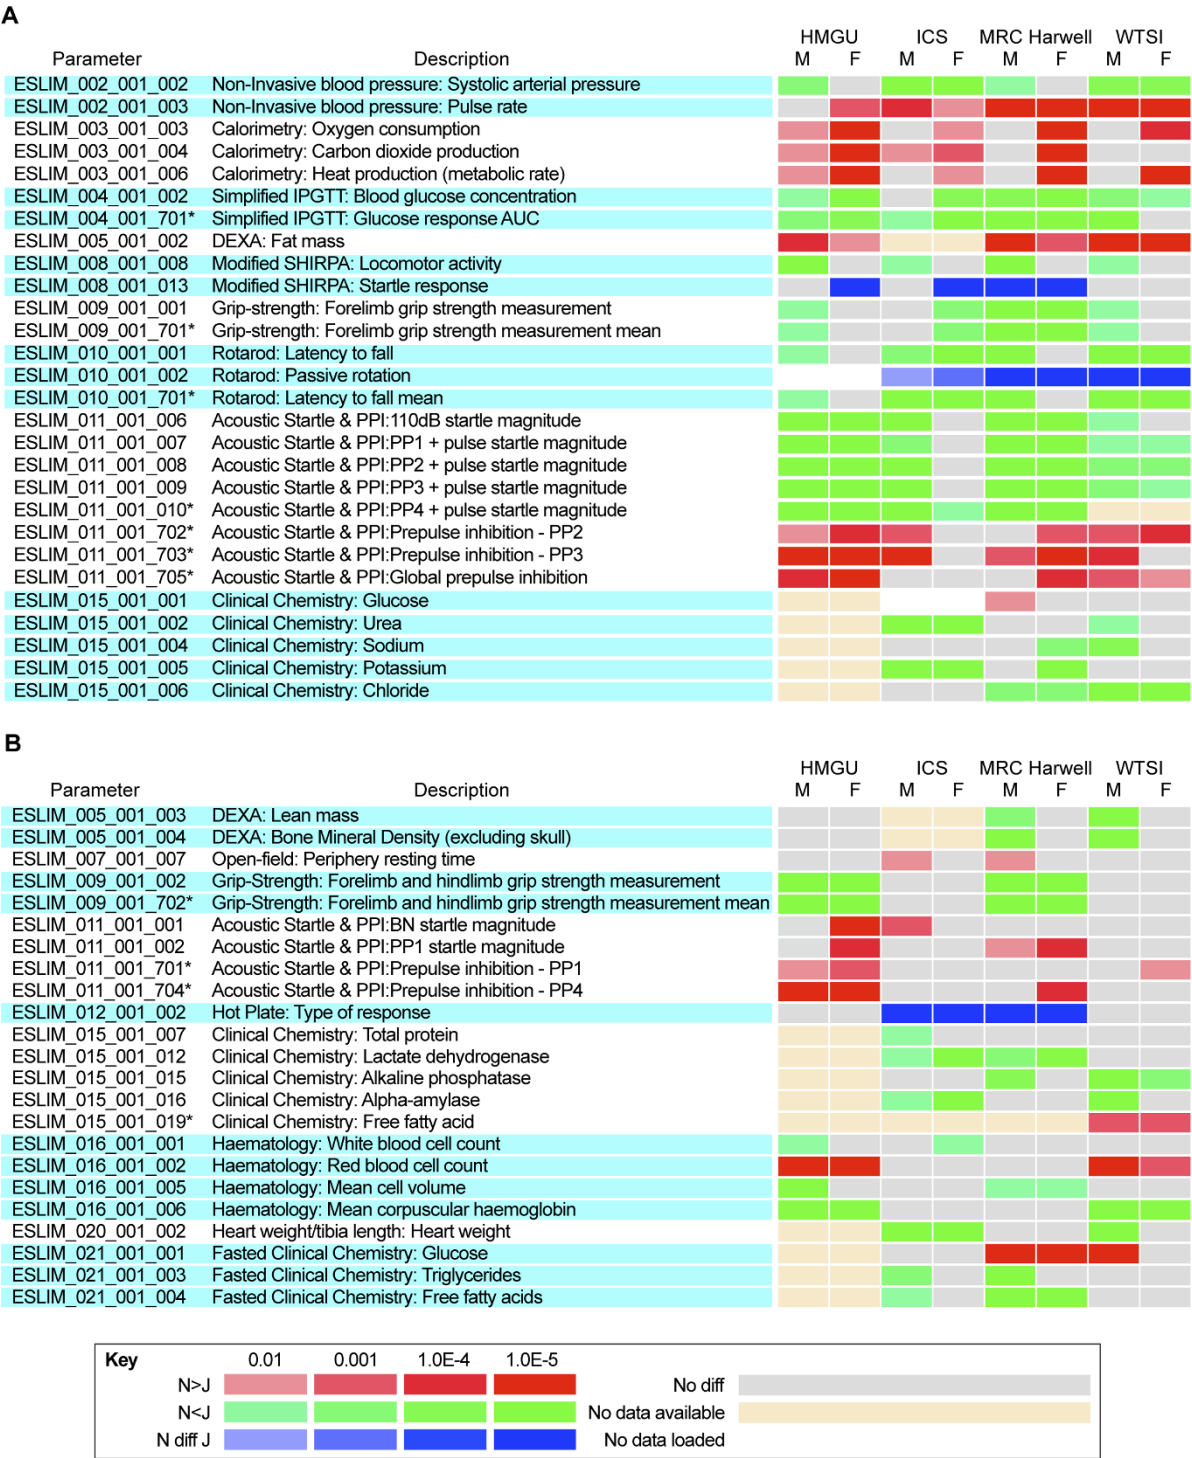 A
HMGU ICS MRC Harwell WTSI
Parameter Description M F M F M F M F
ESLIM_002_001_002 Non-Invasive blood pressure: Systolic arterial pressure
ESLIM_002_001_003 Non-Invasive blood pressure: Pulse rate
ESLIM_003_001_003 Calorimetry: Oxygen consumption
ESLIM_003_001_004 Calorimetry: Carbon dioxide production
ESLIM_003_001_006 Calorimetry: Heat production (metabolic rate)
ESLIM_004_001_002 Simplified IPGTT: Blood glucose concentration
ESLIM_004_001_701* Simplified IPGTT: Glucose response AUC
ESLIM_005_001_002 DEXA: Fat mass
ESLIM_008_001_008 Modified SHIRPA: Locomotor activity
ESLIM_008_001_013 Modified SHIRPA: Startle response
ESLIM_009_001_001 Grip-strength: Forelimb grip strength measurement
ESLIM_009_001_701* Grip-strength: Forelimb grip strength measurement mean
ESLIM_010_001_001 Rotarod: Latency to fall
ESLIM_010_001_002 Rotarod: Passive rotation
ESLIM_010_001_701* Rotarod: Latency to fall mean
ESLIM_011_001_006 Acoustic Startle & PPI:110dB startle magnitude
ESLIM_011_001_007 Acoustic Startle & PPI:PP1 + pulse startle magnitude
ESLIM_011_001_008 Acoustic Startle & PPI:PP2 + pulse startle magnitude
ESLIM_011_001_009 Acoustic Startle & PPI:PP3 + pulse startle magnitude
ESLIM_011_001_010* Acoustic Startle & PPI:PP4 + pulse startle magnitude
ESLIM_011_001_702* Acoustic Startle & PPI:Prepulse inhibition - PP2
ESLIM_011_001_703* Acoustic Startle & PPI:Prepulse inhibition - PP3
ESLIM_011_001_705* Acoustic Startle & PPI:Global prepulse inhibition
ESLIM_015_001_001 Clinical Chemistry: Glucose
ESLIM_015_001_002 Clinical Chemistry: Urea
ESLIM_015_001_004 Clinical Chemistry: Sodium
ESLIM_015_001_005 Clinical Chemistry: Potassium
ESLIM_015_001_006 Clinical Chemistry: Chloride
B
HMGU ICS MRC Harwell WTSI
Parameter Description M F M F M F M F
ESLIM_005_001_003 DEXA: Lean mass
ESLIM_005_001_004 DEXA: Bone Mineral Density (excluding skull)
ESLIM_007_001_007 Open-field: Periphery resting time
ESLIM_009_001_002 Grip-Strength: Forelimb and hindlimb grip strength measurement
ESLIM_009_001_702* Grip-Strength: Forelimb and hindlimb grip strength measurement mean
ESLIM_011_001_001 Acoustic Startle & PPI:BN startle magnitude
ESLIM_011_001_002 Acoustic Startle & PPI:PP1 startle magnitude
ESLIM_011_001_701* Acoustic Startle & PPI:Prepulse inhibition - PP1
ESLIM_011_001_704* Acoustic Startle & PPI:Prepulse inhibition - PP4
ESLIM_012_001_002 Hot Plate: Type of response
ESLIM_015_001_007 Clinical Chemistry: Total protein
ESLIM_015_001_012 Clinical Chemistry: Lactate dehydrogenase
ESLIM_015_001_015 Clinical Chemistry: Alkaline phosphatase
ESLIM_015_001_016 Clinical Chemistry: Alpha-amylase
ESLIM_015_001_019* Clinical Chemistry: Free fatty acid
ESLIM_016_001_001 Haematology: White blood cell count
ESLIM_016_001_002 Haematology: Red blood cell count
ESLIM_016_001_005 Haematology: Mean cell volume
ESLIM_016_001_006 Haematology: Mean corpuscular haemoglobin
ESLIM_020_001_002 Heart weight/tibia length: Heart weight
ESLIM_021_001_001 Fasted Clinical Chemistry: Glucose
ESLIM_021_001_003 Fasted Clinical Chemistry: Triglycerides
ESLIM_021_001_004 Fasted Clinical Chemistry: Free fatty acids
Key 0.01 0.001 1.0E-4 1.0E-5
N>J No diff
N<J No data available
N diff J No data loaded